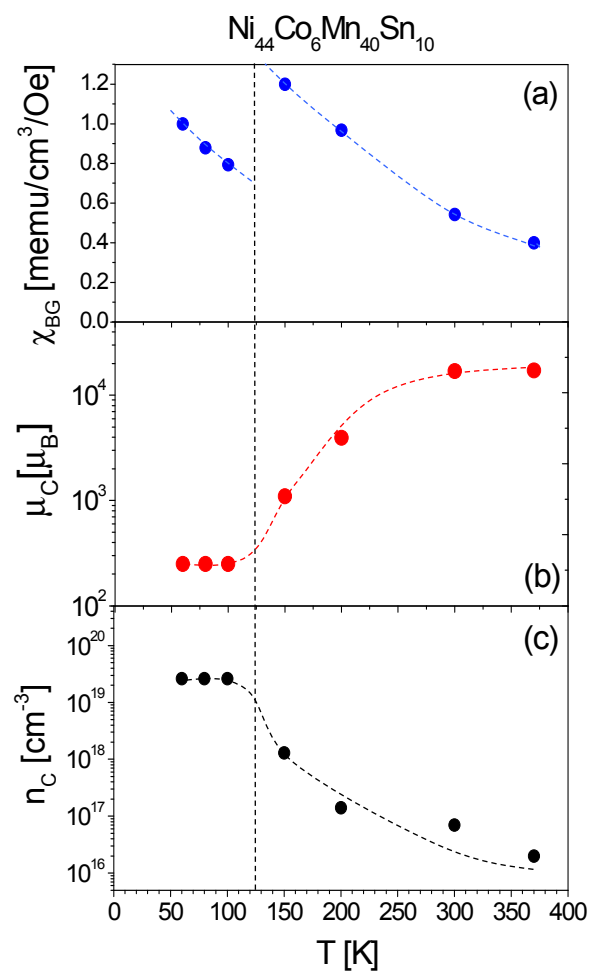 Ni44Co6Mn40Sn10
(a)
χBG [memu/cm3/Oe]
1.2
1.0
0.8
0.6
0.4
0.2
0.0
(b)
μC[μB]
10^4
10^3
10^2
(c)
nC [cm-3]
10^20
10^19
10^18
10^17
10^16
0 50 100 150 200 250 300 350 400
T [K]